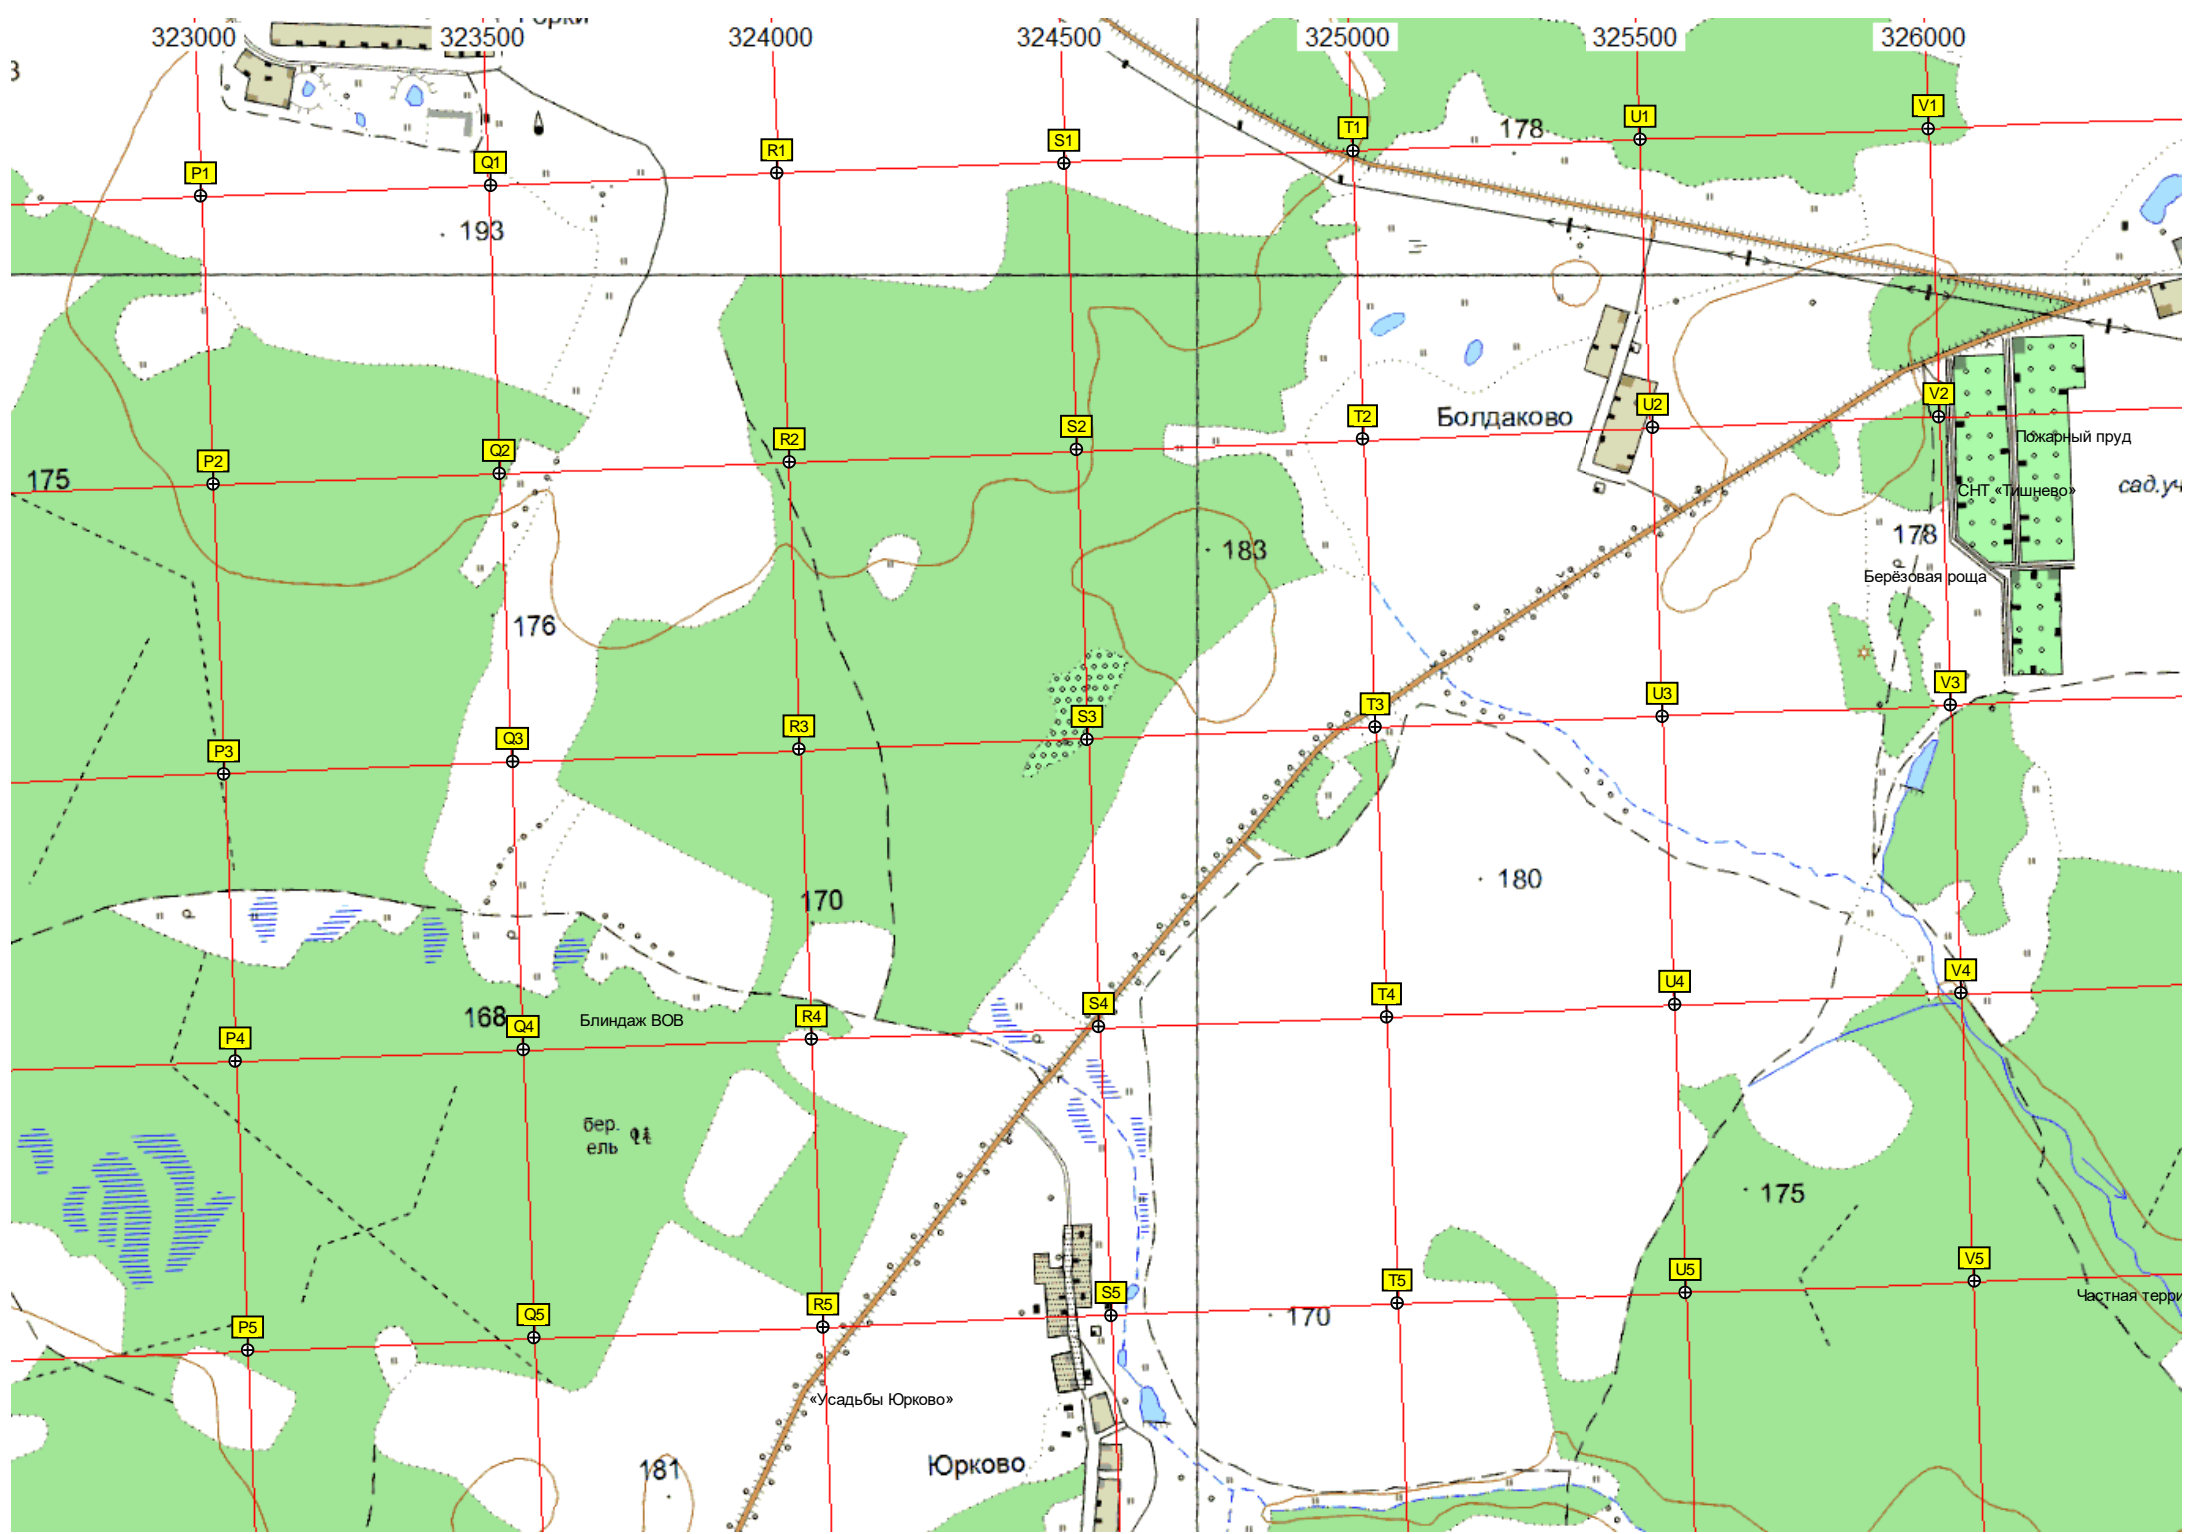 323000 323500 324000 324500 325000 325500 326000
P1 Q1 R1 S1 T1 U1 V1
178
193
P2 Q2 R2 S2 T2 U2 V2
Болдаково
Пожарный пруд
175
СНТ «Тишнево»
183
178
Берёзовая роща
176
P3 Q3 R3 S3 T3 U3 V3
180
170
168
Блиндаж ВОВ
P4 Q4 R4 S4 T4 U4 V4
бер.
ель
175
P5 Q5 R5 S5 T5 U5 V5
Частная
170
«Усадьбы Юрково»
Юрково
181